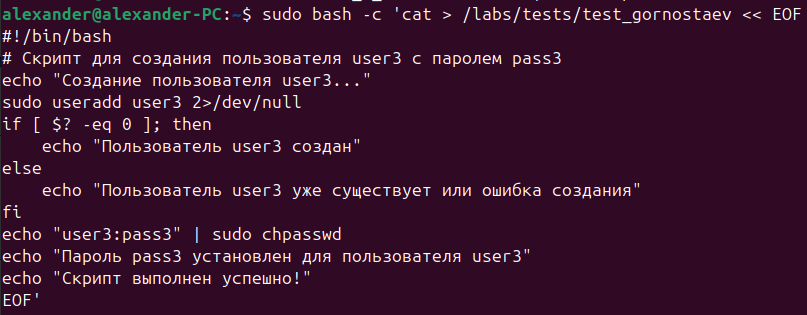 alexander@alexander-PC:~$ sudo bash -c 'cat > /labs/tests/test_gornostaev << EOF
#!/bin/bash
# Скрипт для создания пользователя user3 с паролем pass3
echo "Создание пользователя user3..."
sudo useradd user3 2>/dev/null
if [ $? -eq 0 ]; then
    echo "Пользователь user3 создан"
else
    echo "Пользователь user3 уже существует или ошибка создания"
fi
echo "user3:pass3" | sudo chpasswd
echo "Пароль pass3 установлен для пользователя user3"
echo "Скрипт выполнен успешно!"
EOF'